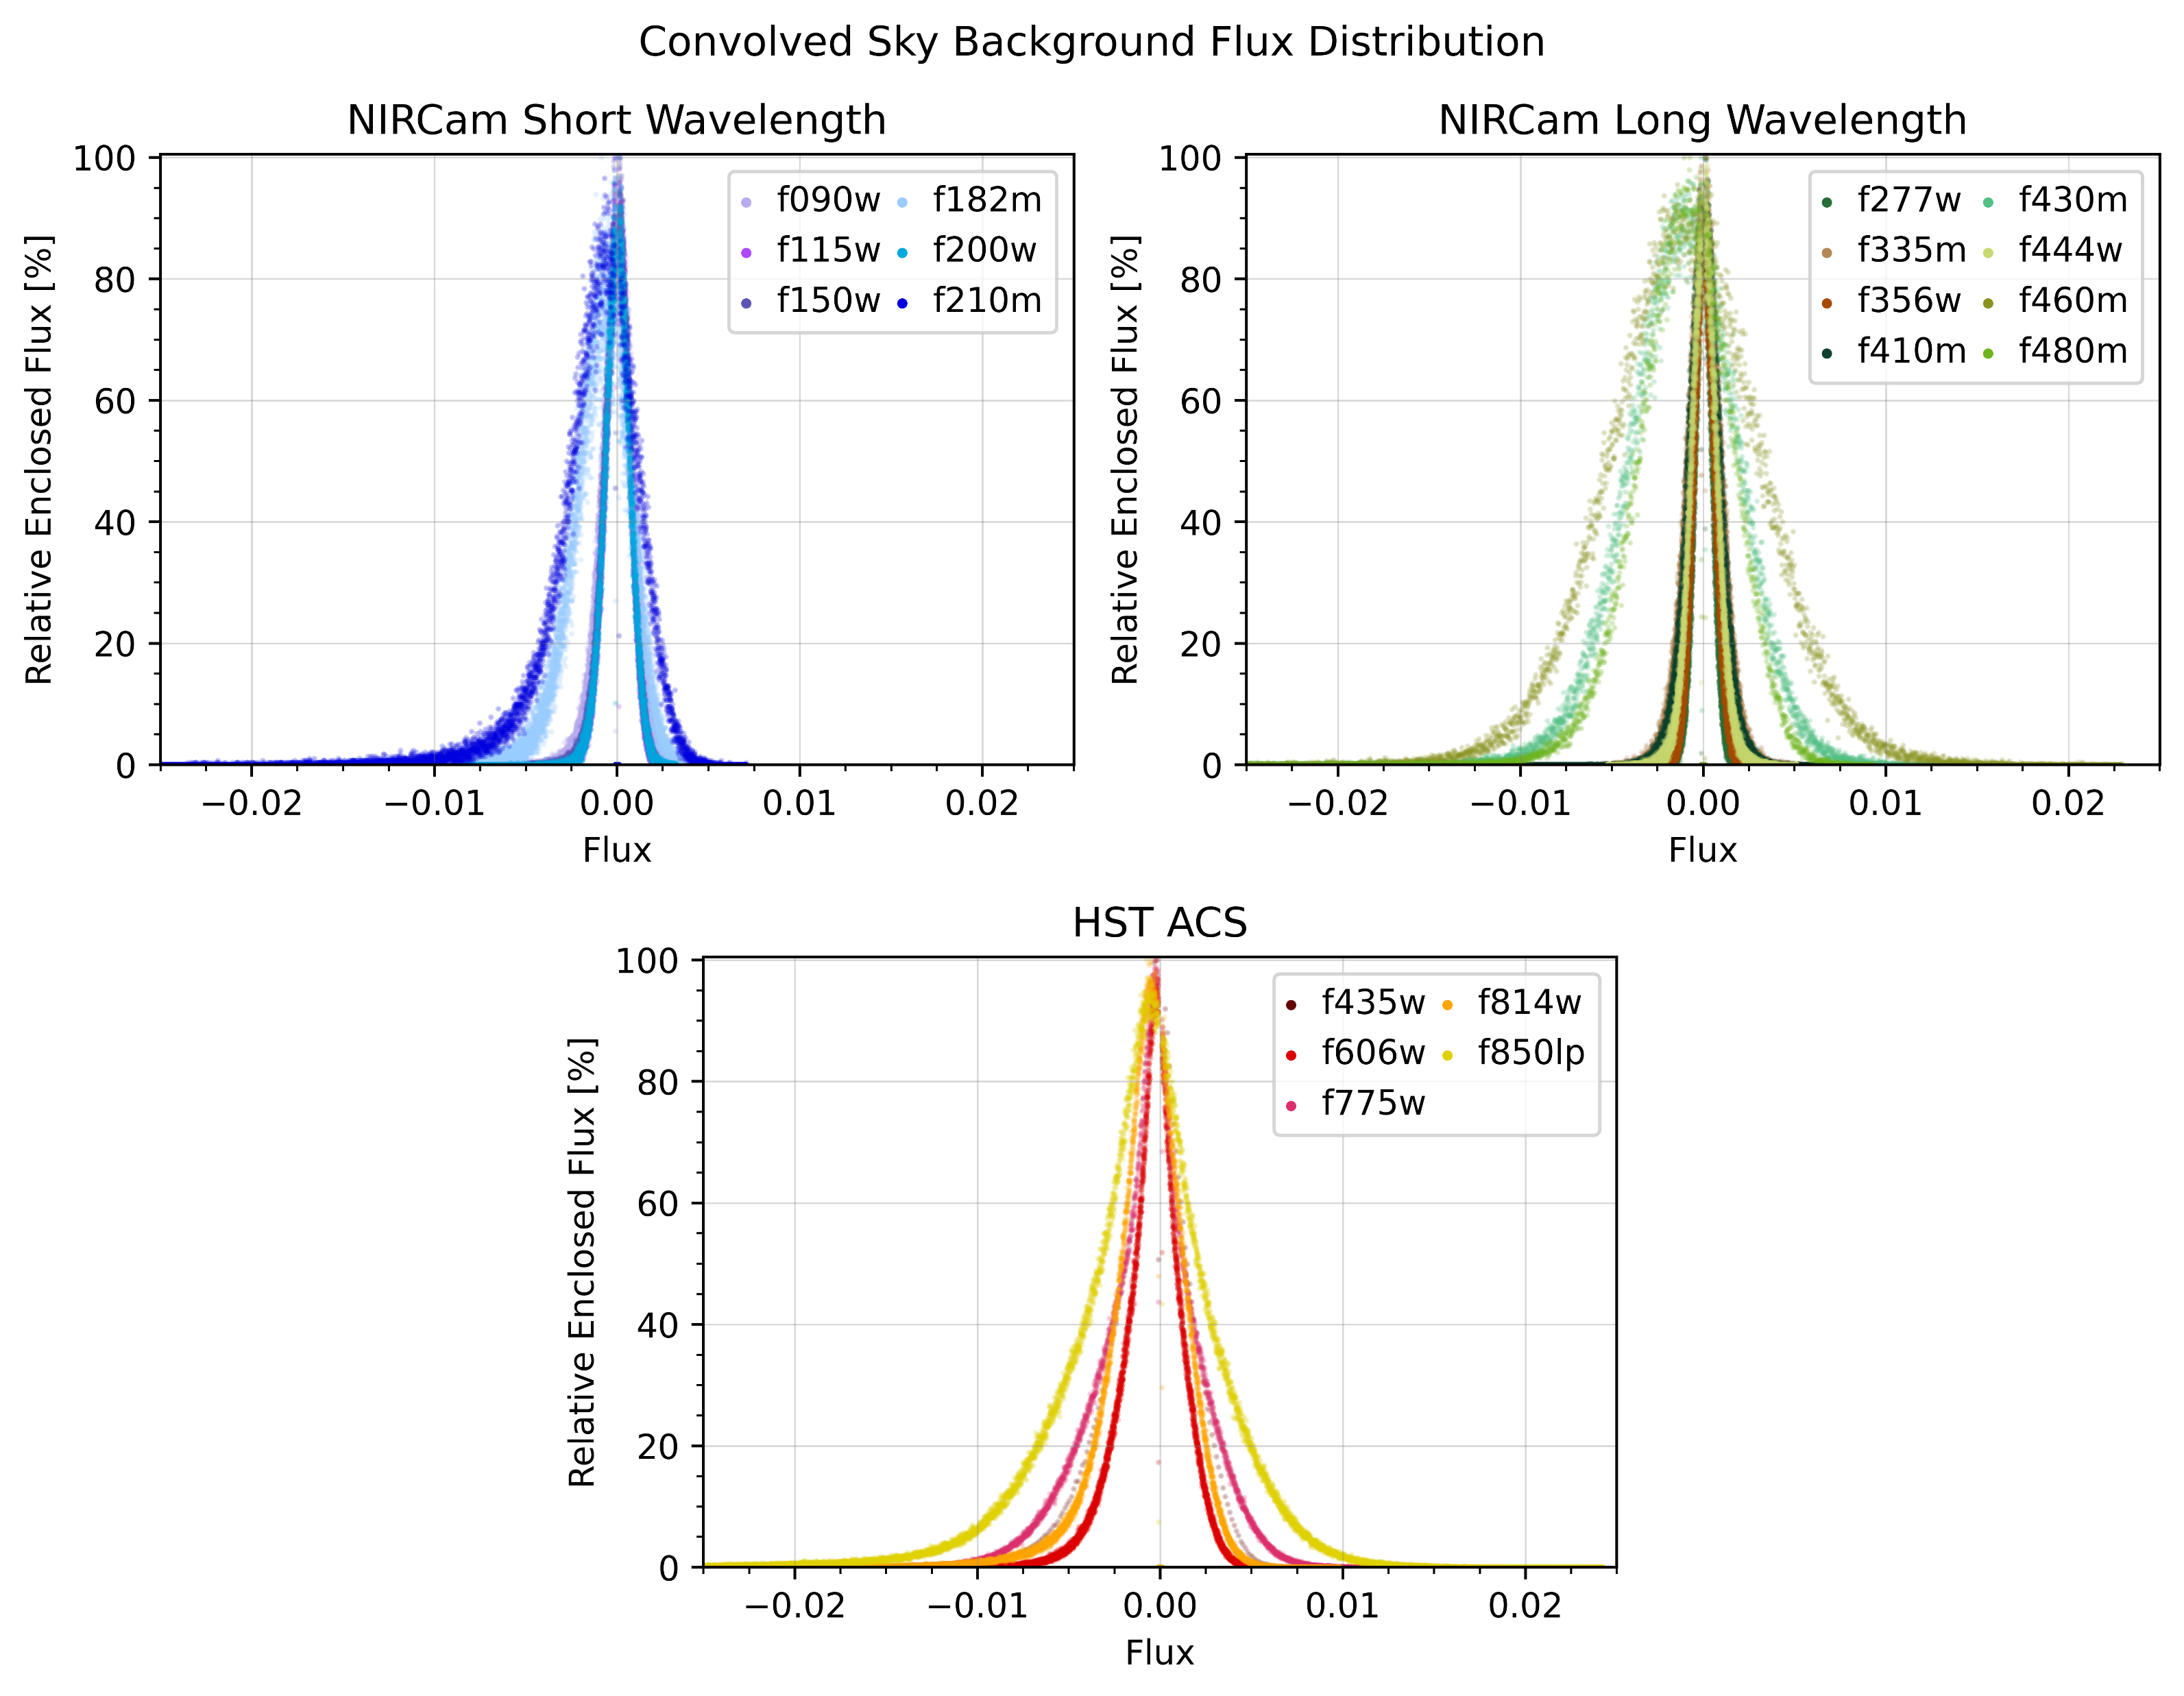 Convolved Sky Background Flux Distribution
NIRCam Short Wavelength
100
80
60
40
20
0
Relative Enclosed Flux [%]
f090w f182m
f115w f200w
f150w f210m
−0.02 −0.01 0.00 0.01 0.02
Flux
NIRCam Long Wavelength
100
80
60
40
20
0
Relative Enclosed Flux [%]
f277w f430m
f335m f444w
f356w f460m
f410m f480m
−0.02 −0.01 0.00 0.01 0.02
Flux
HST ACS
100
80
60
40
20
0
Relative Enclosed Flux [%]
f435w f814w
f606w f850lp
f775w
−0.02 −0.01 0.00 0.01 0.02
Flux